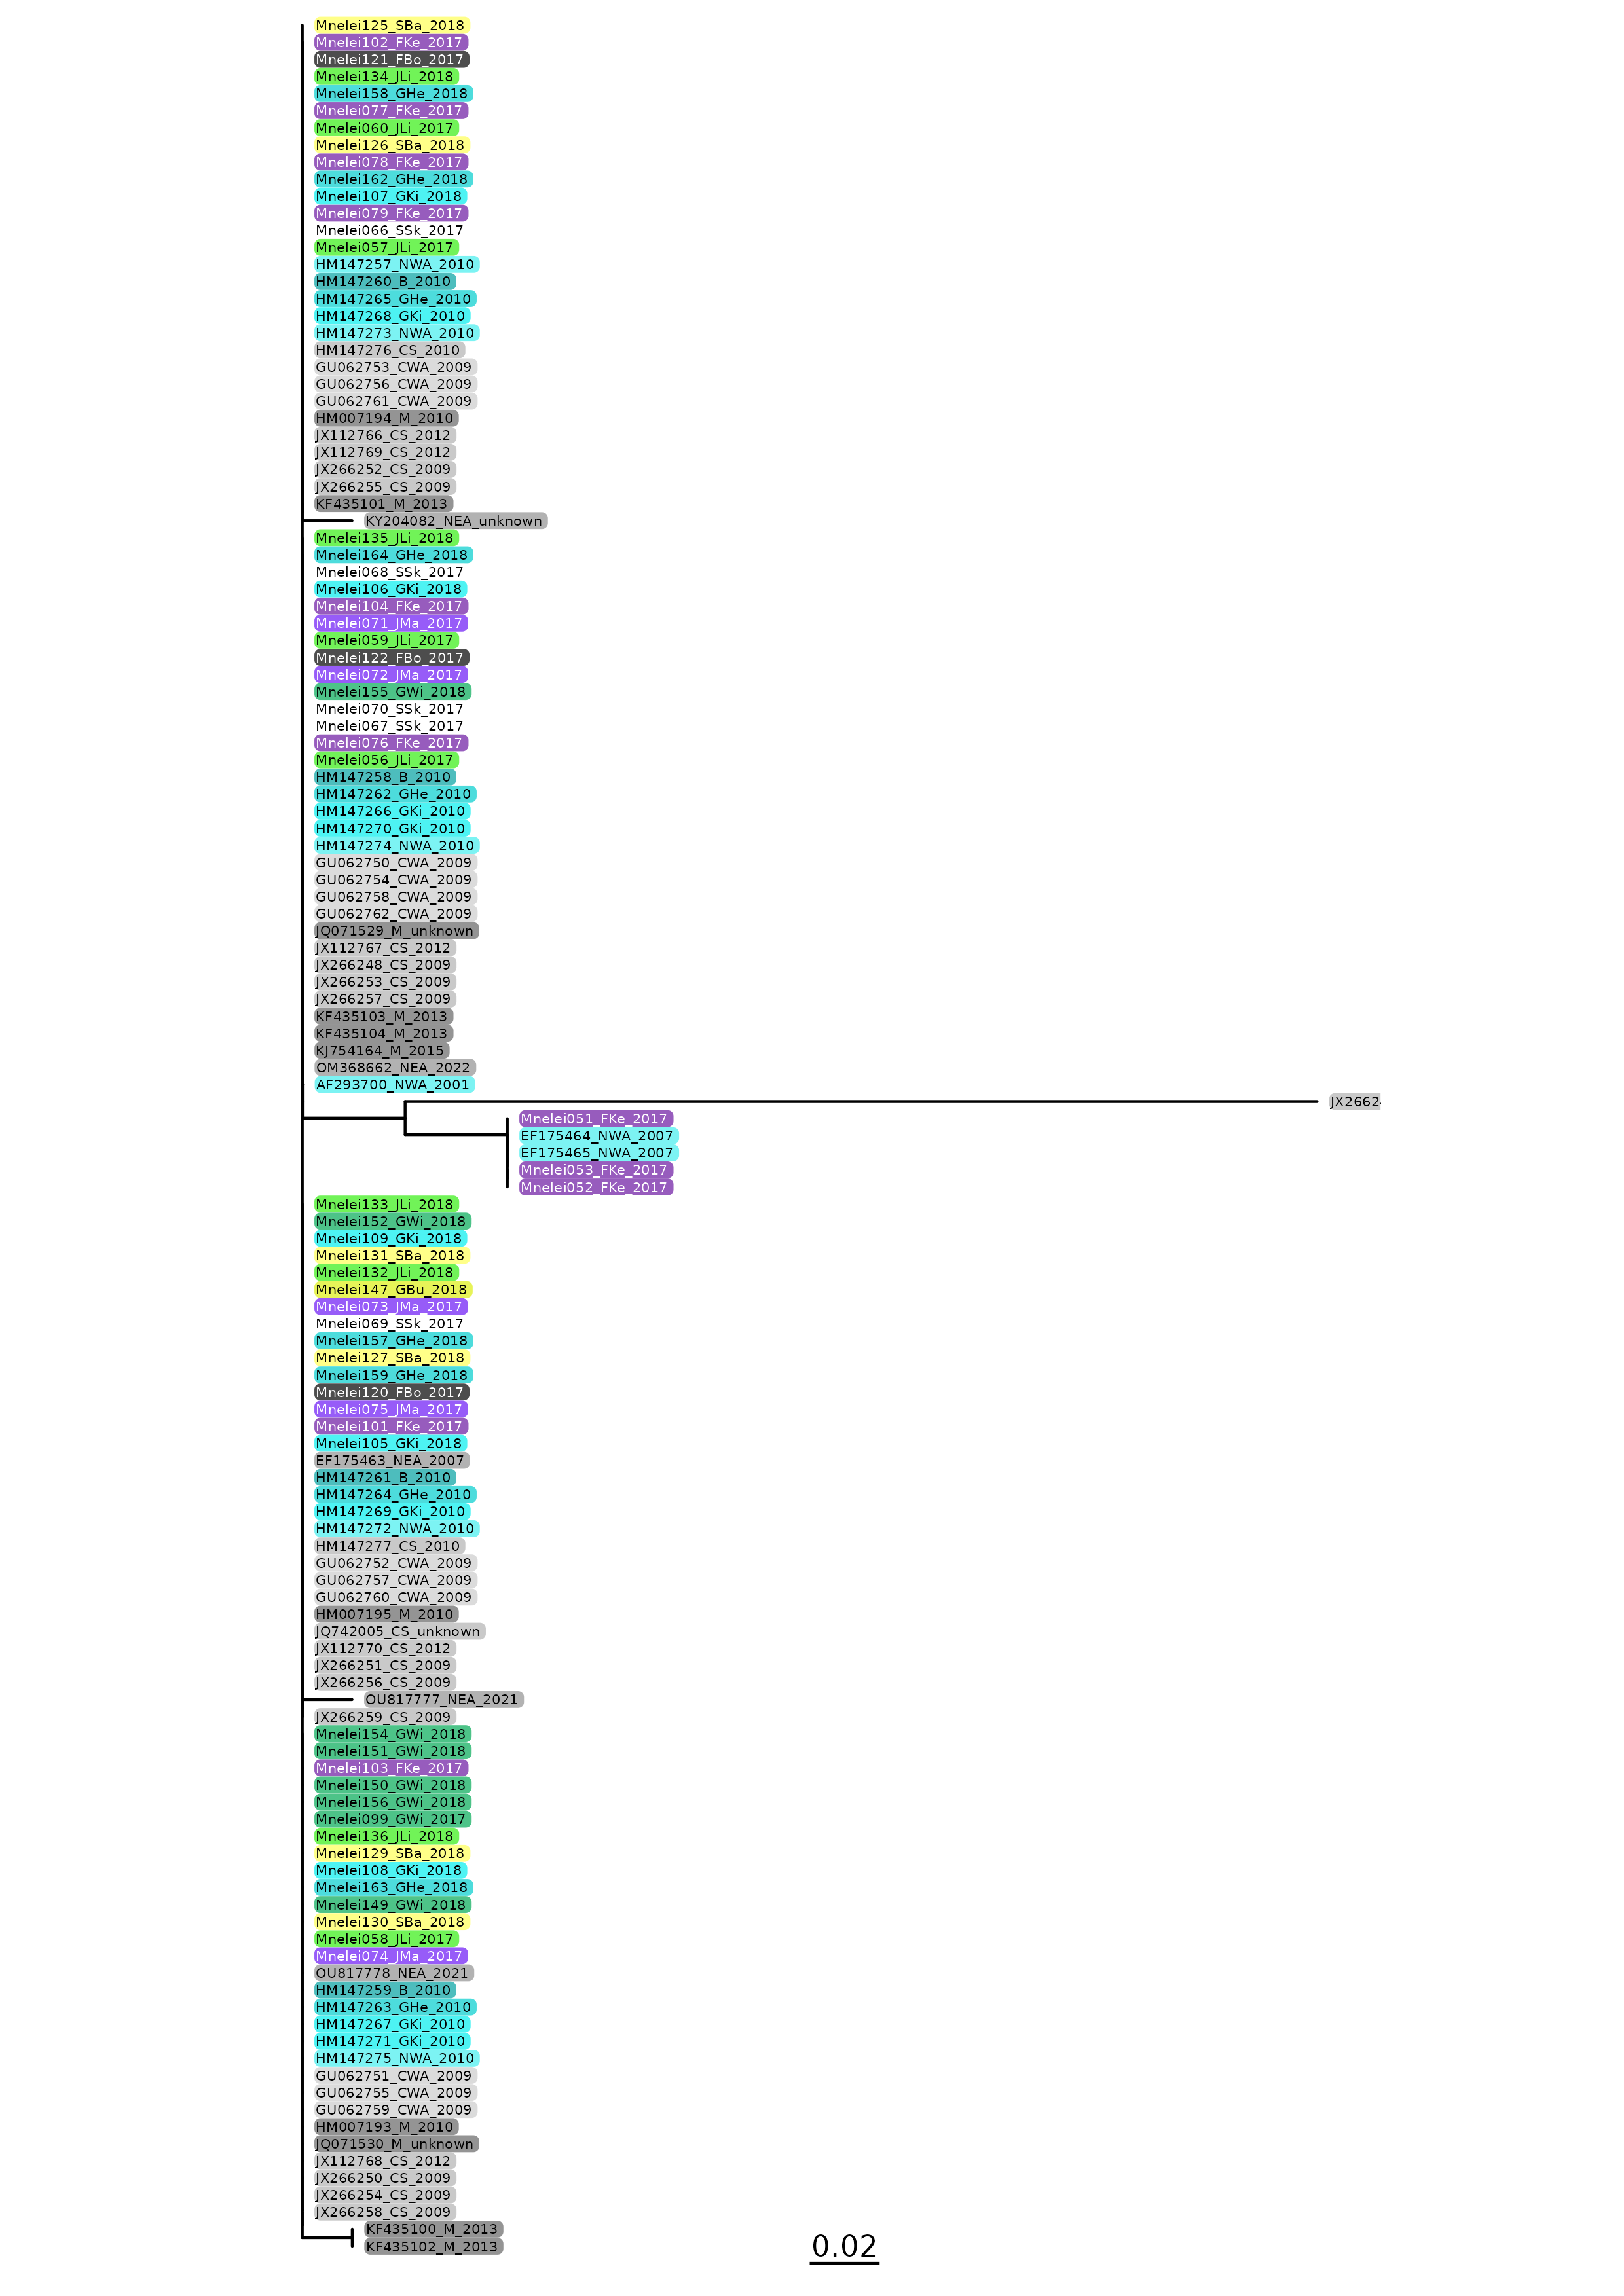 Mnelei125_SBa_2018
Mnelei102_FKe_2017
Mnelei121_FBo_2017
Mnelei134_JLi_2018
Mnelei158_GHe_2018
Mnelei077_FKe_2017
Mnelei060_JLi_2017
Mnelei126_SBa_2018
Mnelei078_FKe_2017
Mnelei162_GHe_2018
Mnelei107_GKi_2018
Mnelei079_FKe_2017
Mnelei066_SSk_2017
Mnelei057_JLi_2017
HM147257_NWA_2010
HM147260_B_2010
HM147265_GHe_2010
HM147268_GKi_2010
HM147273_NWA_2010
HM147276_CS_2010
GU062753_CWA_2009
GU062756_CWA_2009
GU062761_CWA_2009
HM007194_M_2010
JX112766_CS_2012
JX112769_CS_2012
JX266252_CS_2009
JX266255_CS_2009
KF435101_M_2013
KY204082_NEA_unknown
Mnelei135_JLi_2018
Mnelei164_GHe_2018
Mnelei068_SSk_2017
Mnelei106_GKi_2018
Mnelei104_FKe_2017
Mnelei071_JMa_2017
Mnelei059_JLi_2017
Mnelei122_FBo_2017
Mnelei072_JMa_2017
Mnelei155_GWi_2018
Mnelei070_SSk_2017
Mnelei067_SSk_2017
Mnelei076_FKe_2017
Mnelei056_JLi_2017
HM147258_B_2010
HM147262_GHe_2010
HM147266_GKi_2010
HM147270_GKi_2010
HM147274_NWA_2010
GU062750_CWA_2009
GU062754_CWA_2009
GU062758_CWA_2009
GU062762_CWA_2009
JQ071529_M_unknown
JX112767_CS_2012
JX266248_CS_2009
JX266253_CS_2009
JX266257_CS_2009
KF435103_M_2013
KF435104_M_2013
KJ754164_M_2015
OM368662_NEA_2022
AF293700_NWA_2001
JX2662
Mnelei051_FKe_2017
EF175464_NWA_2007
EF175465_NWA_2007
Mnelei053_FKe_2017
Mnelei052_FKe_2017
Mnelei133_JLi_2018
Mnelei152_GWi_2018
Mnelei109_GKi_2018
Mnelei131_SBa_2018
Mnelei132_JLi_2018
Mnelei147_GBu_2018
Mnelei073_JMa_2017
Mnelei069_SSk_2017
Mnelei157_GHe_2018
Mnelei127_SBa_2018
Mnelei159_GHe_2018
Mnelei120_FBo_2017
Mnelei075_JMa_2017
Mnelei101_FKe_2017
Mnelei105_GKi_2018
EF175463_NEA_2007
HM147261_B_2010
HM147264_GHe_2010
HM147269_GKi_2010
HM147272_NWA_2010
HM147277_CS_2010
GU062752_CWA_2009
GU062757_CWA_2009
GU062760_CWA_2009
HM007195_M_2010
JQ742005_CS_unknown
JX112770_CS_2012
JX266251_CS_2009
JX266256_CS_2009
OU817777_NEA_2021
JX266259_CS_2009
Mnelei154_GWi_2018
Mnelei151_GWi_2018
Mnelei103_FKe_2017
Mnelei150_GWi_2018
Mnelei156_GWi_2018
Mnelei099_GWi_2017
Mnelei136_JLi_2018
Mnelei129_SBa_2018
Mnelei108_GKi_2018
Mnelei163_GHe_2018
Mnelei149_GWi_2018
Mnelei130_SBa_2018
Mnelei058_JLi_2017
Mnelei074_JMa_2017
OU817778_NEA_2021
HM147259_B_2010
HM147263_GHe_2010
HM147267_GKi_2010
HM147271_GKi_2010
HM147275_NWA_2010
GU062751_CWA_2009
GU062755_CWA_2009
GU062759_CWA_2009
HM007193_M_2010
JQ071530_M_unknown
JX112768_CS_2012
JX266250_CS_2009
JX266254_CS_2009
JX266258_CS_2009
KF435100_M_2013
KF435102_M_2013
0.02